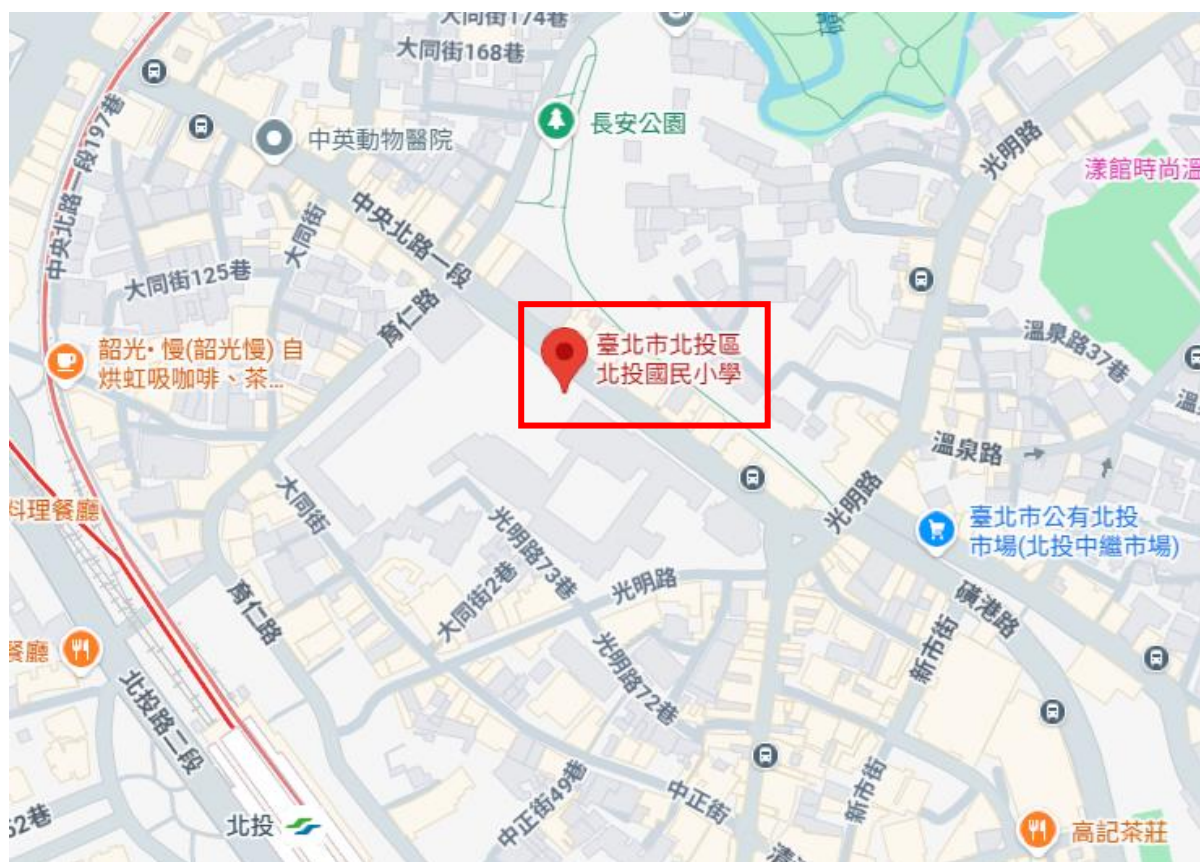 大同街174巷
大同街168巷
中央北路一段197巷
中英動物醫院
長安公園
光明路
漾館時尚溫
大同街
中央北路一段
大同街125巷
育仁路
韶光•慢(韶光慢) 自
烘虹吸咖啡、茶...
臺北市北投區
北投國民小學
溫泉路37巷
溫
溫泉路
料理餐廳
大同街
光明路73巷
光明路
臺北市公有北投
市場(北投中繼市場)
大同街2巷
光明路
磺港路
育仁路
新市街
餐廳
光明路72巷
北投路二段
中正街49巷
中正街
新市街
62巷
北投
高記茶莊